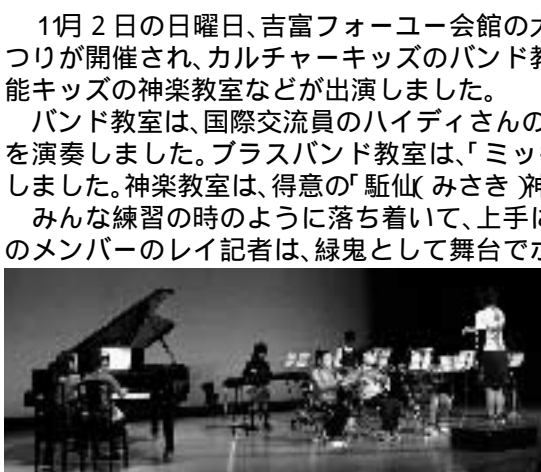 11月２日の日曜日、吉富フォーユー会館の大
つりが開催され、カルチャーキッズのバンド教
能キッズの神楽教室などが出演しました。
バンド教室は、国際交流員のハイディさんの
を演奏しました。ブラスバンド教室は、「ミッ
しました。神楽教室は、得意の「駈仙(みさき)神
みんな練習の時のように落ち着いて、上手に
のメンバーのレイ記者は、緑鬼として舞台で